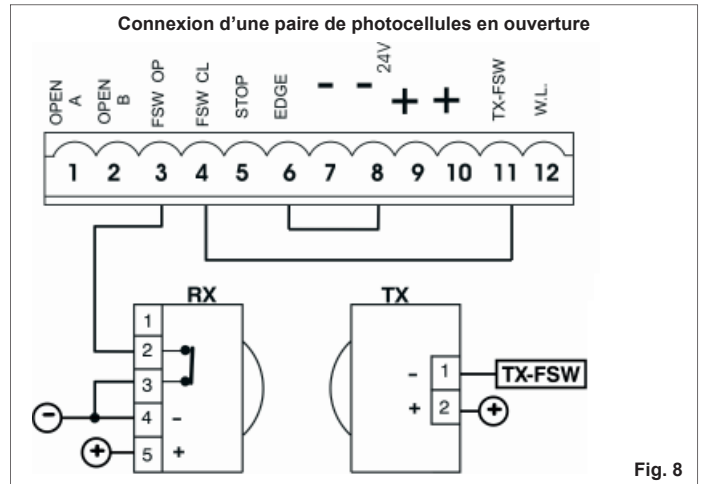 Connexion d'une paire de photocellules en ouverture
OPEN A
OPEN B
FSW OP
FSW CL
STOP
EDGE
- - 24V
+ +
TX-FSW
W.L.
1 2 3 4 5 6 7 8 9 10 11 12
RX
1
2
3
- 4 -
+ 5 +
TX
- 1 TX-FSW
+ 2 +
Fig. 8